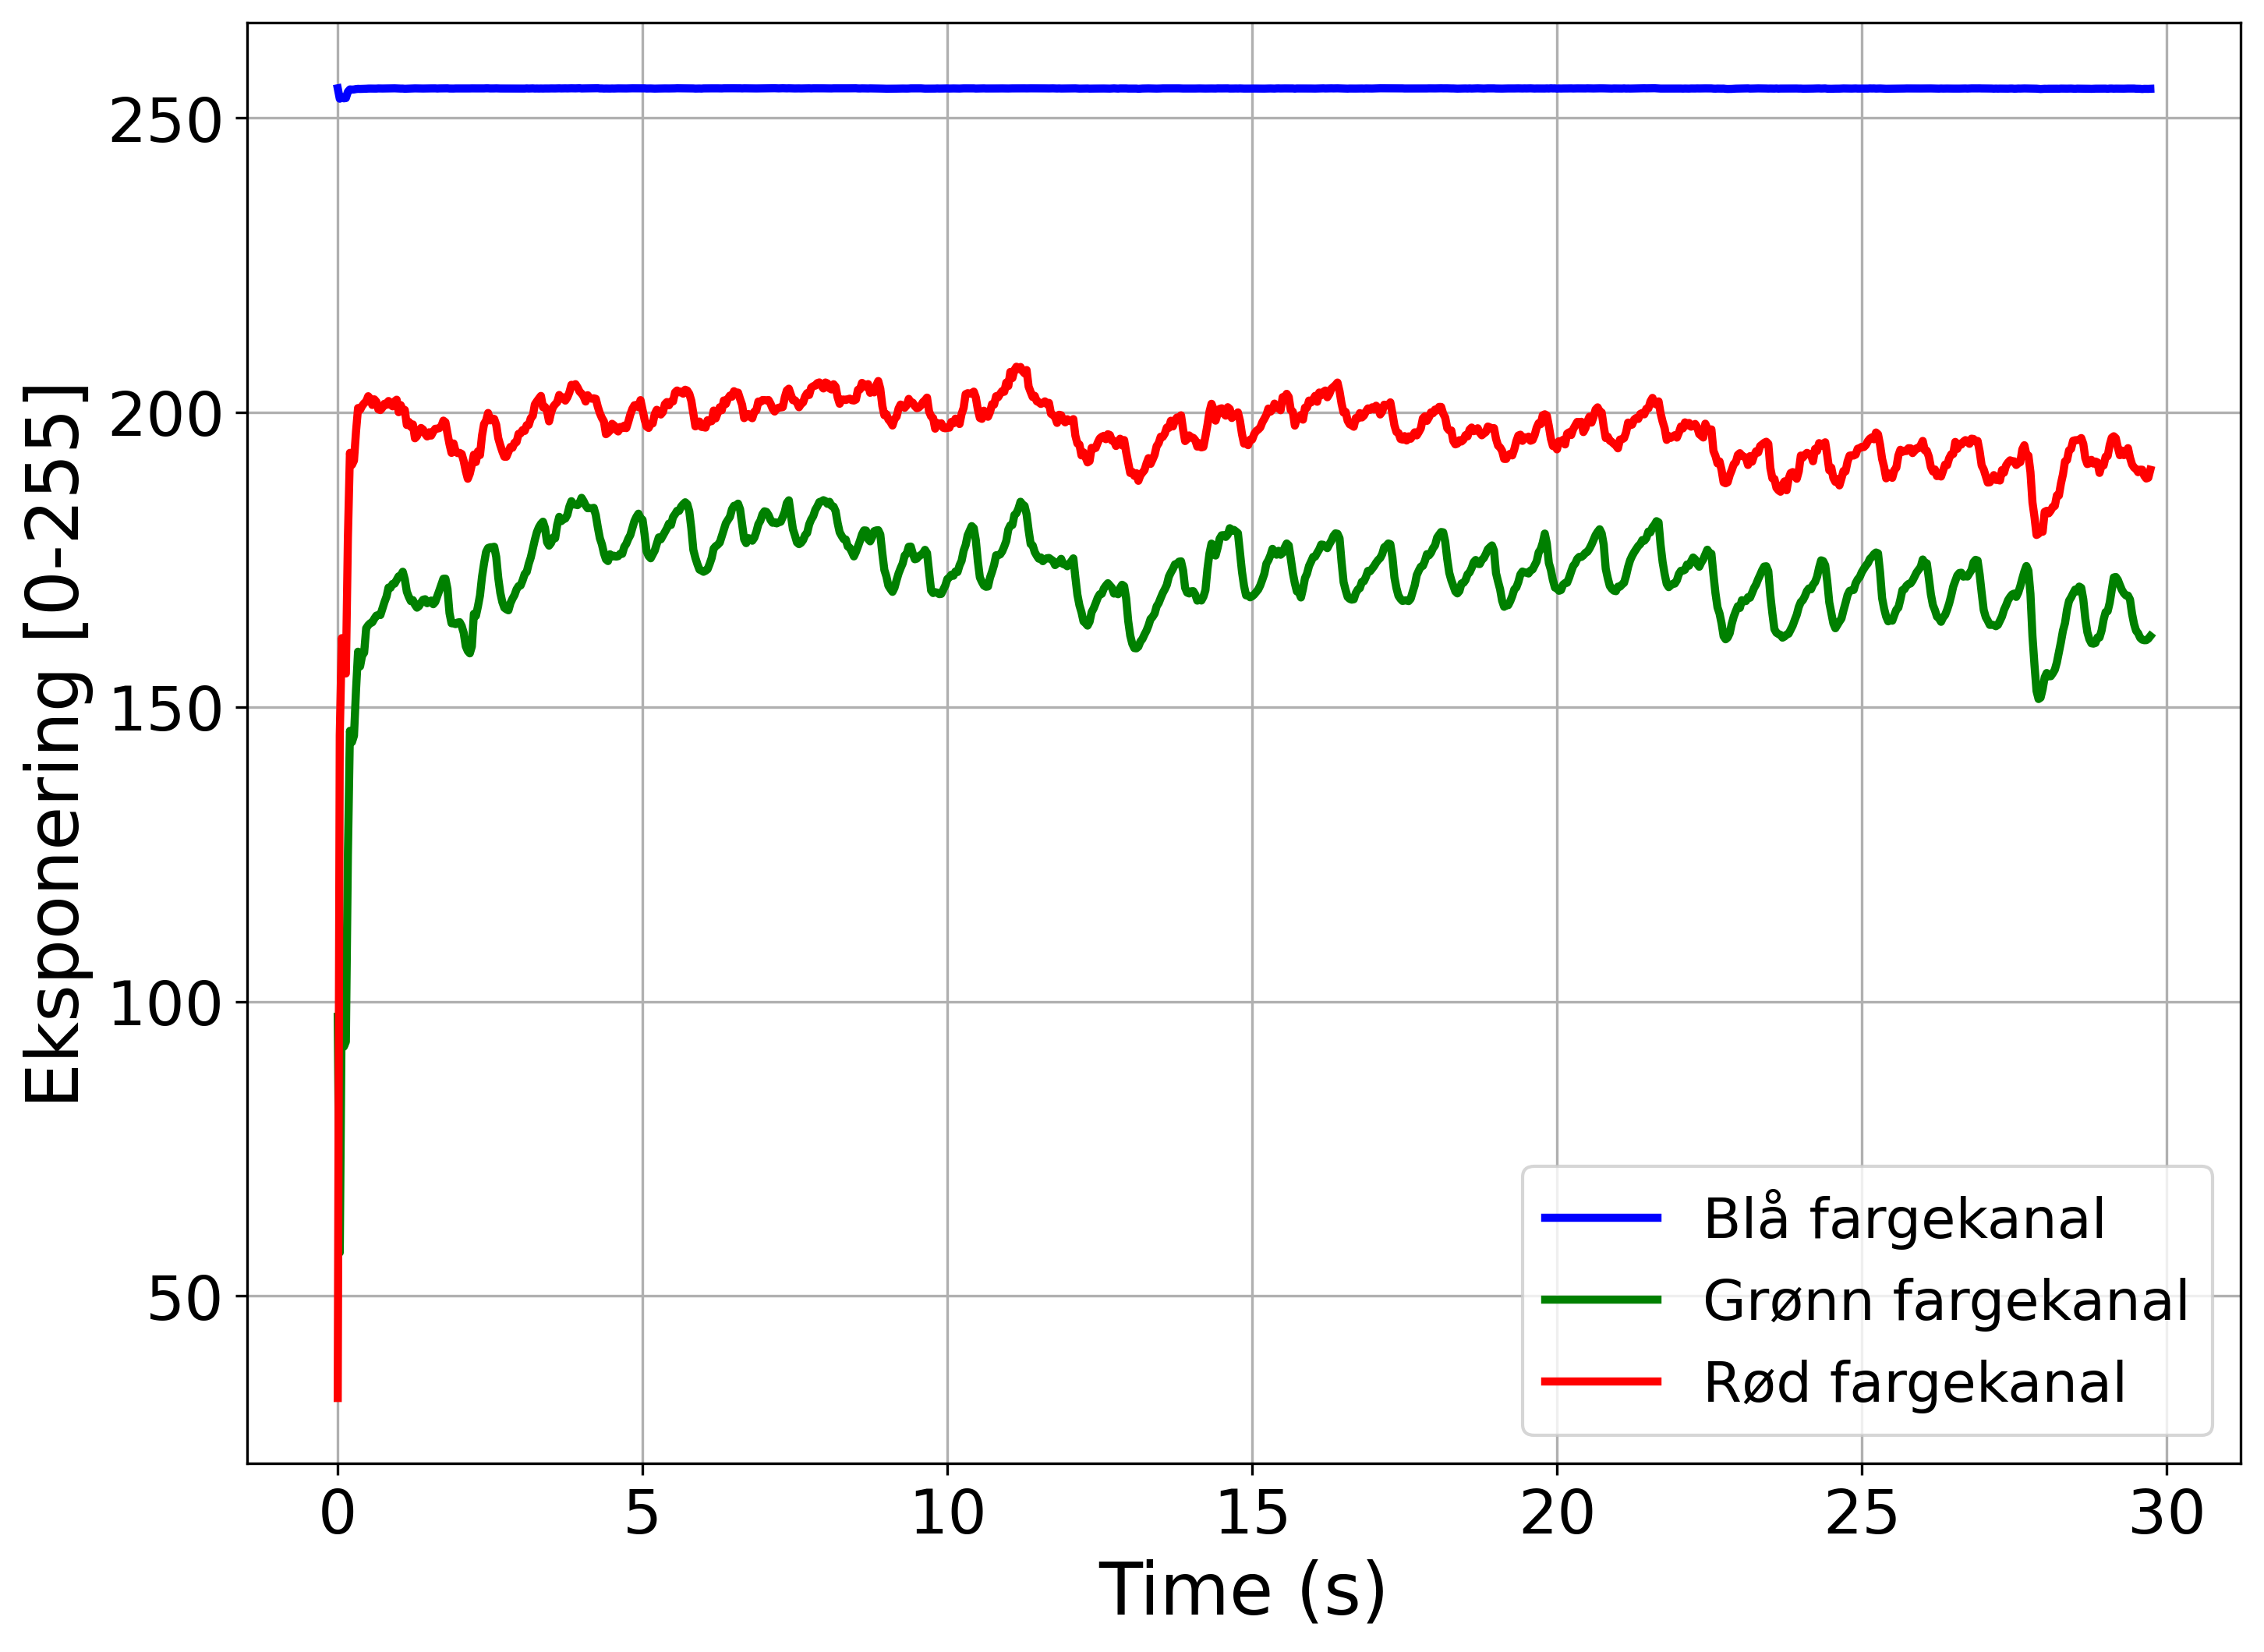 Eksponering [0-255]
250
200
150
100
50
0 5 10 15 20 25 30
Time (s)
Blå fargekanal
Grønn fargekanal
Rød fargekanal